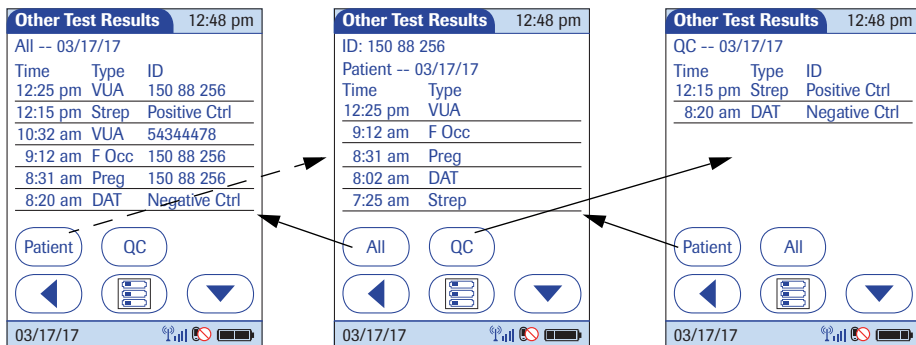 Other Test Results 12:48 pm
All -- 03/17/17
Time Type ID
12:25 pm VUA 150 88 256
12:15 pm Strep Positive Ctrl
10:32 am VUA 54344478
9:12 am F Occ 150 88 256
8:31 am Preg 150 88 256
8:20 am DAT Negative Ctrl
Patient QC
03/17/17
Other Test Results 12:48 pm
ID: 150 88 256
Patient -- 03/17/17
Time Type
12:25 pm VUA
9:12 am F Occ
8:31 am Preg
8:02 am DAT
7:25 am Strep
All QC
03/17/17
Other Test Results 12:48 pm
QC -- 03/17/17
Time Type ID
12:15 pm Strep Positive Ctrl
8:20 am DAT Negative Ctrl
Patient All
03/17/17